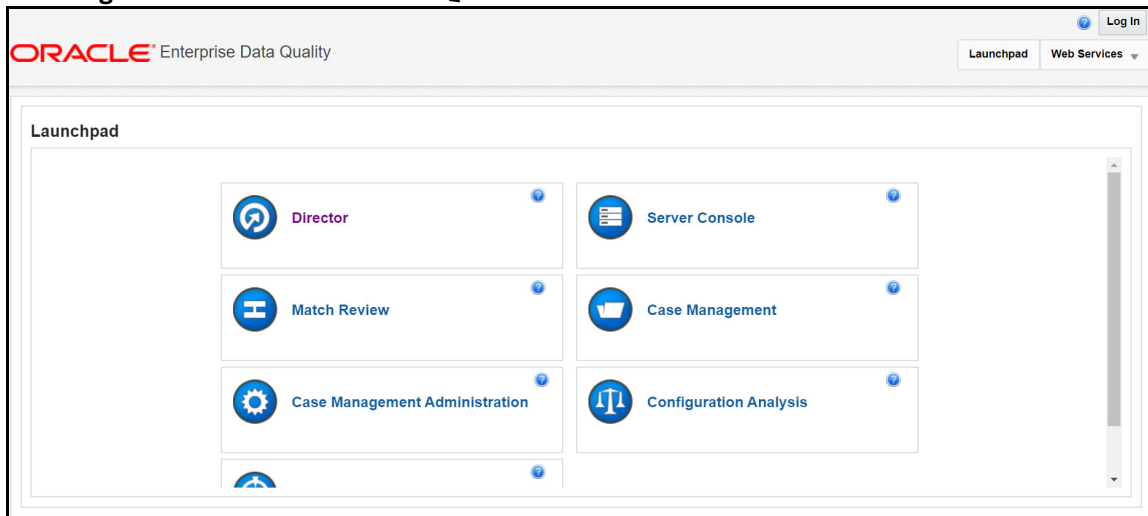 Log In
ORACLE Enterprise Data Quality
Launchpad Web Services
Launchpad
Director
Server Console
Match Review
Case Management
Case Management Administration
Configuration Analysis